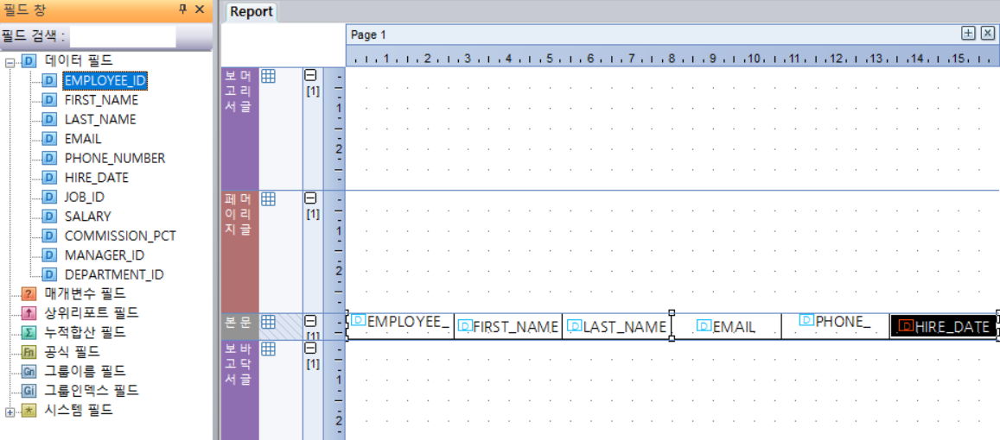 필드 창
필드 검색 :
데이터 필드
EMPLOYEE_ID
FIRST_NAME
LAST_NAME
EMAIL
PHONE_NUMBER
HIRE_DATE
JOB_ID
SALARY
COMMISSION_PCT
MANAGER_ID
DEPARTMENT_ID
매개변수 필드
상위리포트 필드
누적합산 필드
공식 필드
그룹이름 필드
그룹인덱스 필드
시스템 필드
Report
Page 1
1 2 3 4 5 6 7 8 9 10 11 12 13 14 15
보 머
고 리
서 글
[1]
1
2
페 머
이 리
지 글
[1]
1
2
본 문
[1]
EMPLOYEE_ FIRST_NAME LAST_NAME EMAIL PHONE_ HIRE_DATE
보 바
고 닥
서 글
[1]
1
2